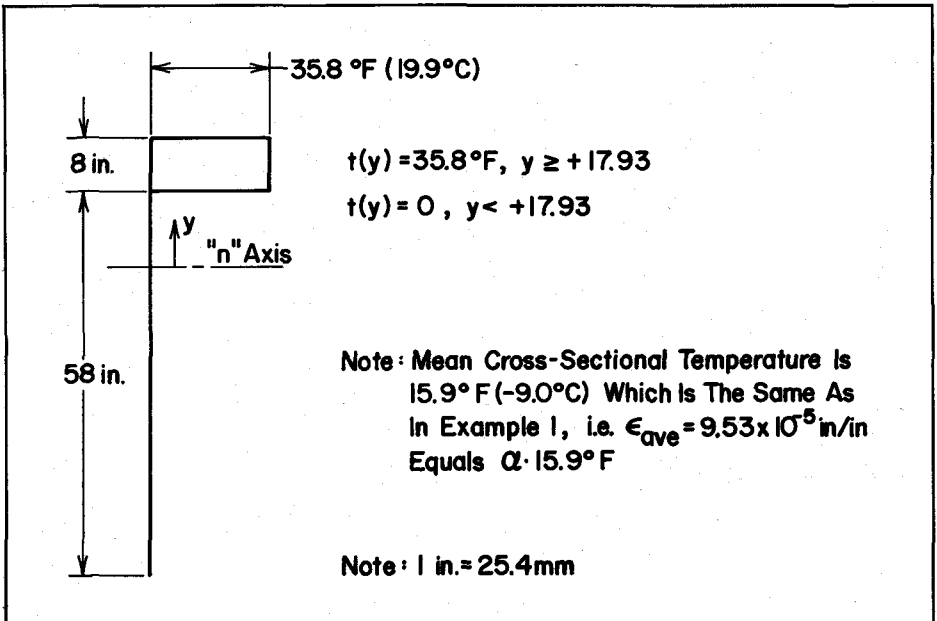 35.8 °F (19.9°C)
8 in.
t(y) = 35.8°F, y ≥ +17.93
t(y) = 0 , y < +17.93
y
"n" Axis
58 in.
Note : Mean Cross-Sectional Temperature Is
15.9° F (-9.0°C) Which Is The Same As
In Example 1, i.e. ϵave = 9.53 x 10⁻⁵ in/in
Equals α · 15.9° F
Note : 1 in. = 25.4mm